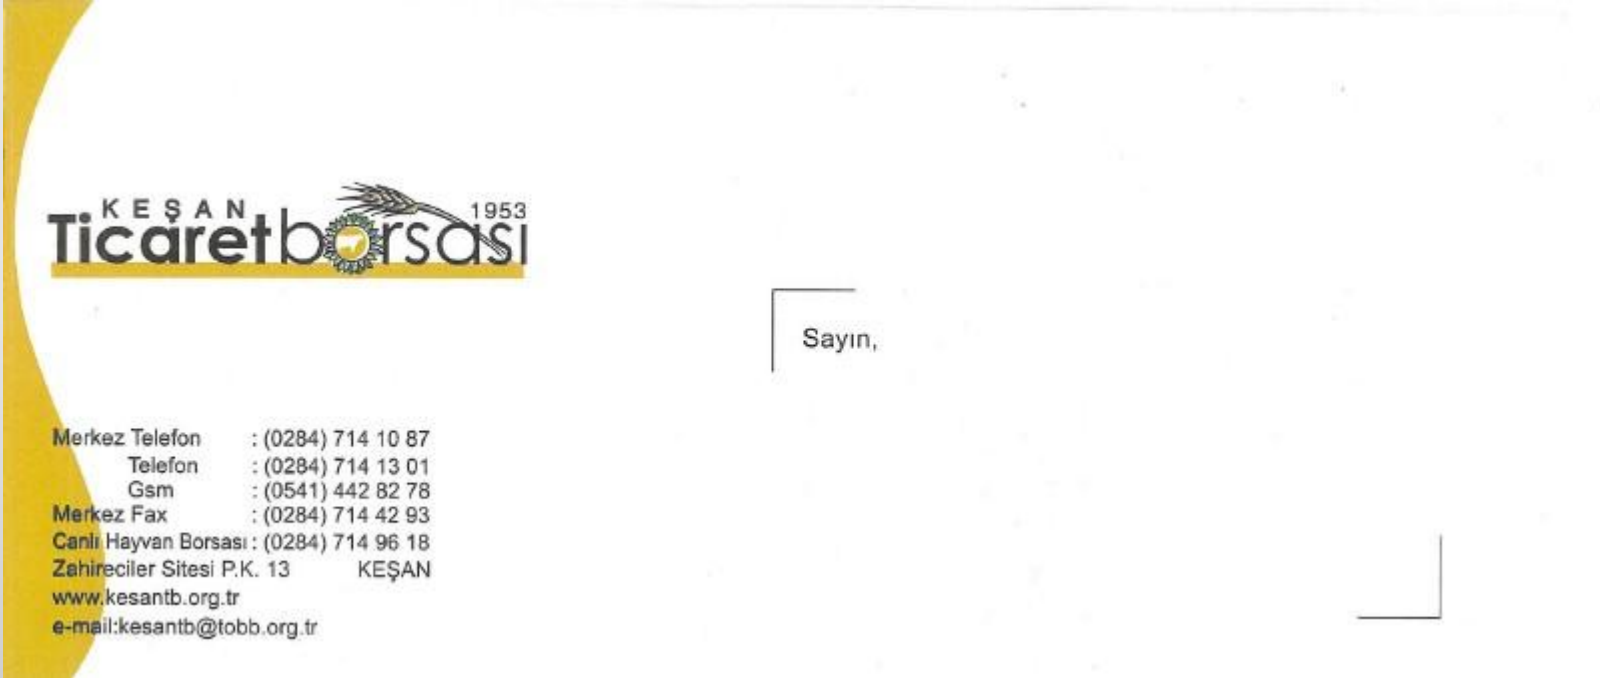 KEŞAN
1953
Ticaretborsası
Sayın,
Merkez Telefon : (0284) 714 10 87
Telefon : (0284) 714 13 01
Gsm : (0541) 442 82 78
Merkez Fax : (0284) 714 42 93
Canlı Hayvan Borsası : (0284) 714 96 18
Zahireciler Sitesi P.K. 13 KEŞAN
www.kesantb.org.tr
e-mail:kesantb@tobb.org.tr